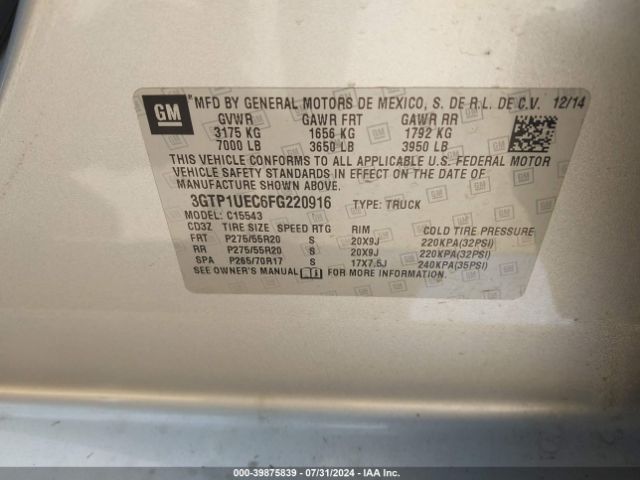 GM
MFD BY GENERAL MOTORS DE MEXICO, S. DE R.L. DE C.V. 12/14
GVWR GAWR FRT GAWR RR
3175 KG 1656 KG 1792 KG
7000 LB 3650 LB 3950 LB
THIS VEHICLE CONFORMS TO ALL APPLICABLE U.S. FEDERAL MOTOR
VEHICLE SAFETY STANDARDS IN EFFECT ON THE DATE OF
MANUFACTURE SHOWN ABOVE.
3GTP1UEC6FG220916 TYPE: TRUCK
MODEL: C15543
CD3Z TIRE SIZE SPEED RTG RIM COLD TIRE PRESSURE
FRT P275/55R20 S 20X9J 220KPA(32PSI)
RR P275/55R20 S 20X9J 220KPA(32PSI)
SPA P265/70R17 S 17X7.5J 240KPA(35PSI)
SEE OWNER'S MANUAL FOR MORE INFORMATION.
000-39875839 | 07/31/2024 | IAA Inc.